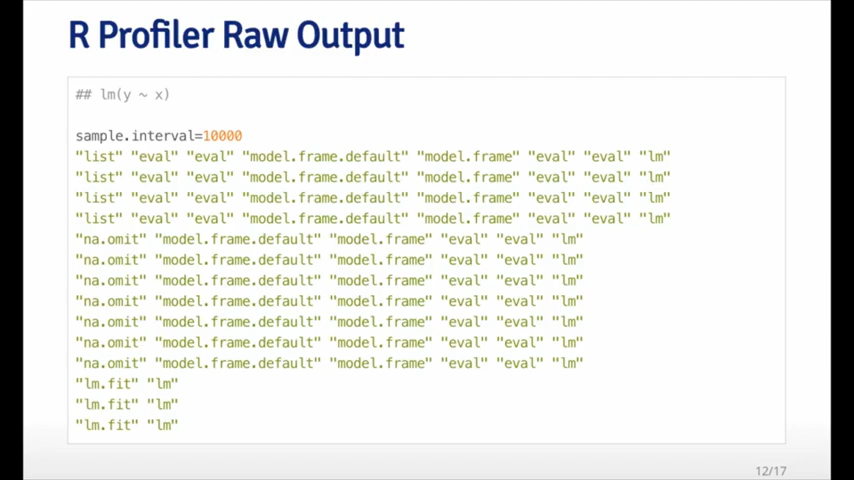 R Profiler Raw Output
## lm(y ~ x)
sample.interval=10000
"list" "eval" "eval" "model.frame.default" "model.frame" "eval" "eval" "lm"
"list" "eval" "eval" "model.frame.default" "model.frame" "eval" "eval" "lm"
"list" "eval" "eval" "model.frame.default" "model.frame" "eval" "eval" "lm"
"list" "eval" "eval" "model.frame.default" "model.frame" "eval" "eval" "lm"
"na.omit" "model.frame.default" "model.frame" "eval" "eval" "lm"
"na.omit" "model.frame.default" "model.frame" "eval" "eval" "lm"
"na.omit" "model.frame.default" "model.frame" "eval" "eval" "lm"
"na.omit" "model.frame.default" "model.frame" "eval" "eval" "lm"
"na.omit" "model.frame.default" "model.frame" "eval" "eval" "lm"
"na.omit" "model.frame.default" "model.frame" "eval" "eval" "lm"
"na.omit" "model.frame.default" "model.frame" "eval" "eval" "lm"
"lm.fit" "lm"
"lm.fit" "lm"
"lm.fit" "lm"
12/17